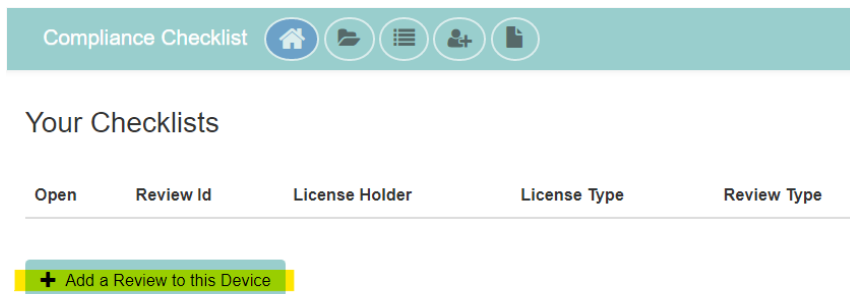 Compliance Checklist
Your Checklists
Open Review Id License Holder License Type Review Type
Add a Review to this Device